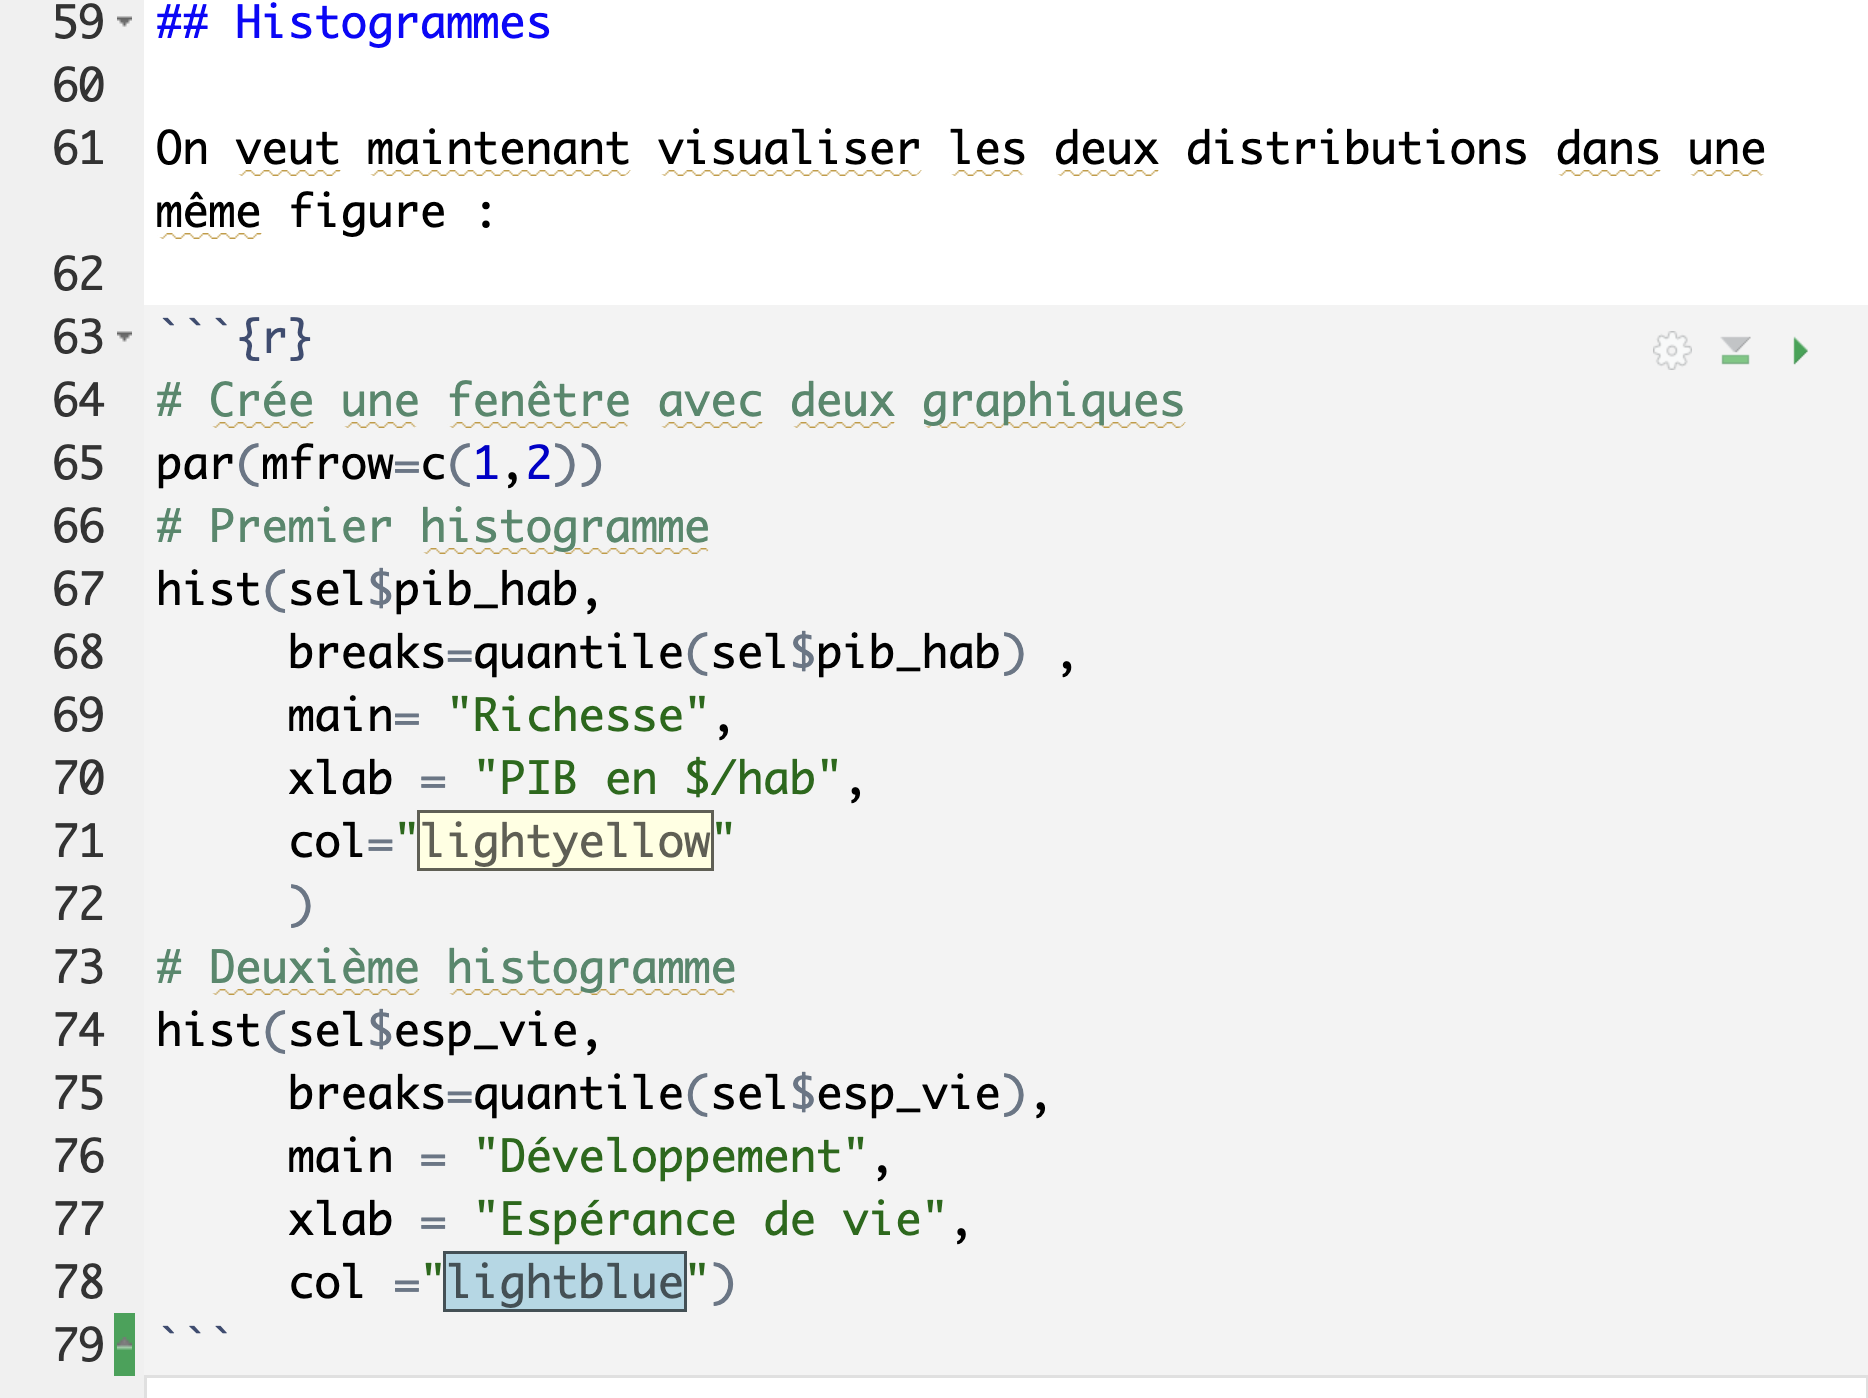 59 ## Histogrammes
60
61 On veut maintenant visualiser les deux distributions dans une
même figure :
62
63 ```{r}
64 # Crée une fenêtre avec deux graphiques
65 par(mfrow=c(1,2))
66 # Premier histogramme
67 hist(sel$pib_hab,
68      breaks=quantile(sel$pib_hab) ,
69      main= "Richesse",
70      xlab = "PIB en $/hab",
71      col="lightyellow"
72      )
73 # Deuxième histogramme
74 hist(sel$esp_vie,
75      breaks=quantile(sel$esp_vie),
76      main = "Développement",
77      xlab = "Espérance de vie",
78      col ="lightblue")
79 ```